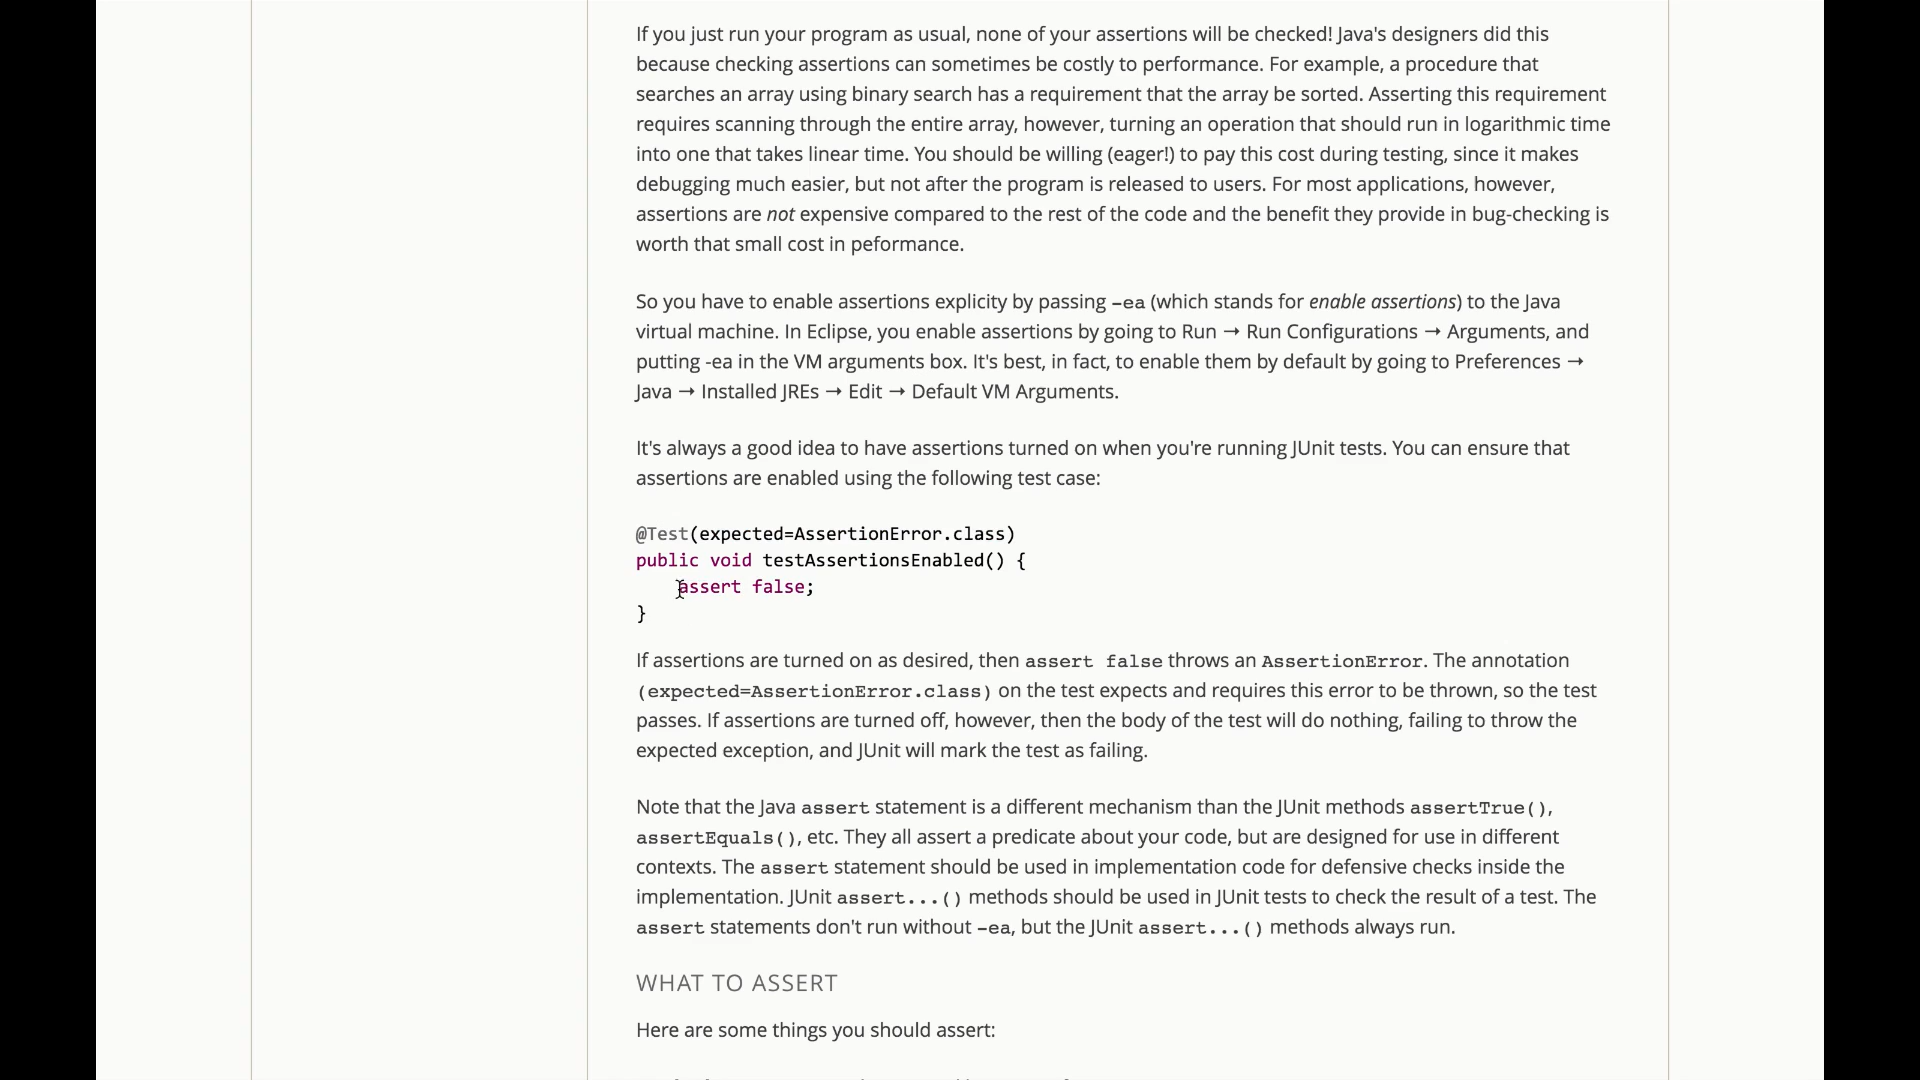 If you just run your program as usual, none of your assertions will be checked! Java's designers did this
because checking assertions can sometimes be costly to performance. For example, a procedure that
searches an array using binary search has a requirement that the array be sorted. Asserting this requirement
requires scanning through the entire array, however, turning an operation that should run in logarithmic time
into one that takes linear time. You should be willing (eager!) to pay this cost during testing, since it makes
debugging much easier, but not after the program is released to users. For most applications, however,
assertions are not expensive compared to the rest of the code and the benefit they provide in bug-checking is
worth that small cost in peformance.
So you have to enable assertions explicity by passing -ea (which stands for enable assertions) to the Java
virtual machine. In Eclipse, you enable assertions by going to Run → Run Configurations → Arguments, and
putting -ea in the VM arguments box. It's best, in fact, to enable them by default by going to Preferences →
Java → Installed JREs → Edit → Default VM Arguments.
It's always a good idea to have assertions turned on when you're running JUnit tests. You can ensure that
assertions are enabled using the following test case:
@Test(expected=AssertionError.class)
public void testAssertionsEnabled() {
    assert false;
}
If assertions are turned on as desired, then assert false throws an AssertionError. The annotation
(expected=AssertionError.class) on the test expects and requires this error to be thrown, so the test
passes. If assertions are turned off, however, then the body of the test will do nothing, failing to throw the
expected exception, and JUnit will mark the test as failing.
Note that the Java assert statement is a different mechanism than the JUnit methods assertTrue(),
assertEquals(), etc. They all assert a predicate about your code, but are designed for use in different
contexts. The assert statement should be used in implementation code for defensive checks inside the
implementation. JUnit assert...() methods should be used in JUnit tests to check the result of a test. The
assert statements don't run without -ea, but the JUnit assert...() methods always run.
WHAT TO ASSERT
Here are some things you should assert: